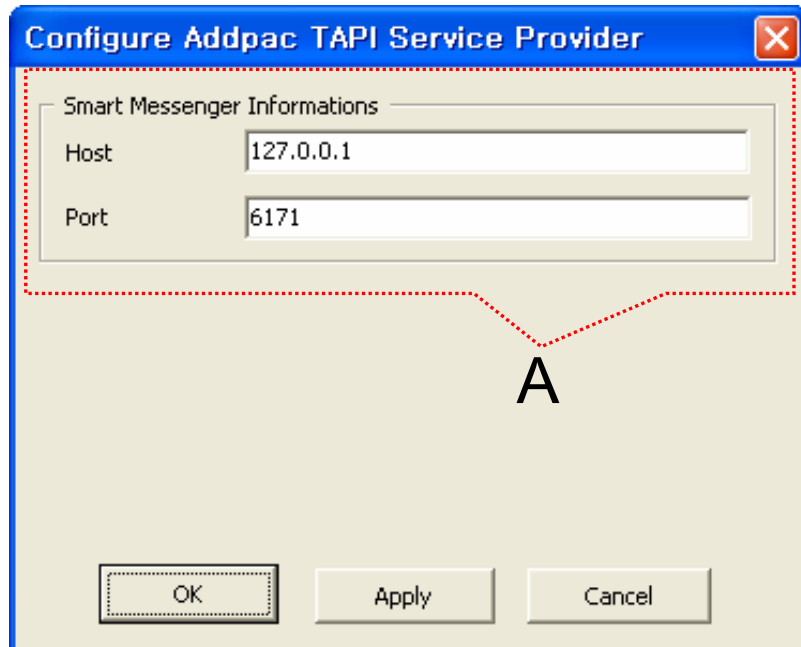 Configure Addpac TAPI Service Provider
Smart Messenger Informations
Host 127.0.0.1
Port 6171
A
OK Apply Cancel